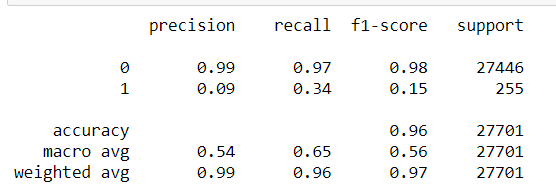 precision recall f1-score support
0 0.99 0.97 0.98 27446
1 0.09 0.34 0.15 255
accuracy 0.96 27701
macro avg 0.54 0.65 0.56 27701
weighted avg 0.99 0.96 0.97 27701